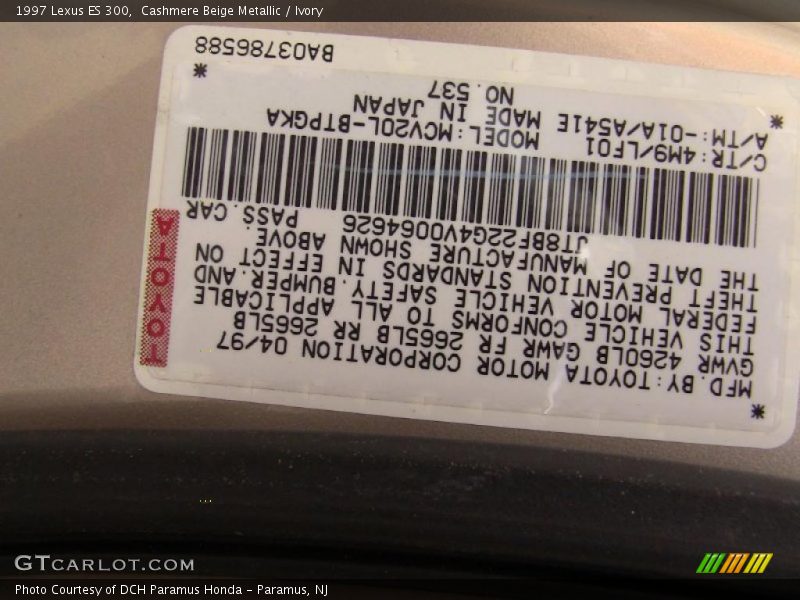 1997 Lexus ES 300,  Cashmere Beige Metallic / Ivory
MFD.BY:TOYOTA MOTOR CORPORATION 04/97
GVWR 4260LB GAWR FR 2665LB RR 2665LB
THIS VEHICLE CONFORMS TO ALL APPLICABLE
FEDERAL MOTOR VEHICLE SAFETY,BUMPER,AND
THEFT PREVENTION STANDARDS IN EFFECT ON
THE DATE OF MANUFACTURE SHOWN ABOVE.
JT8BF22G4V0064626 PASS.CAR
C/TR:4M9/LF01 MODEL:MCV20L-BTPGKA
A/TM:-01A/A541E MADE IN JAPAN
NO.537
BA03786588
TOYOTA
GTCARLOT.COM
Photo Courtesy of DCH Paramus Honda - Paramus, NJ